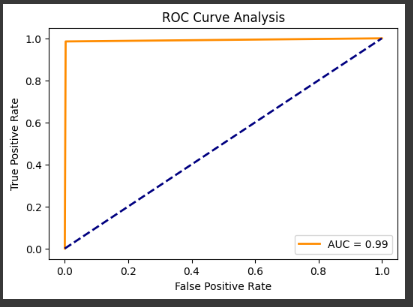 ROC Curve Analysis
1.0
0.8
0.6
0.4
0.2
0.0
True Positive Rate
AUC = 0.99
0.0 0.2 0.4 0.6 0.8 1.0
False Positive Rate